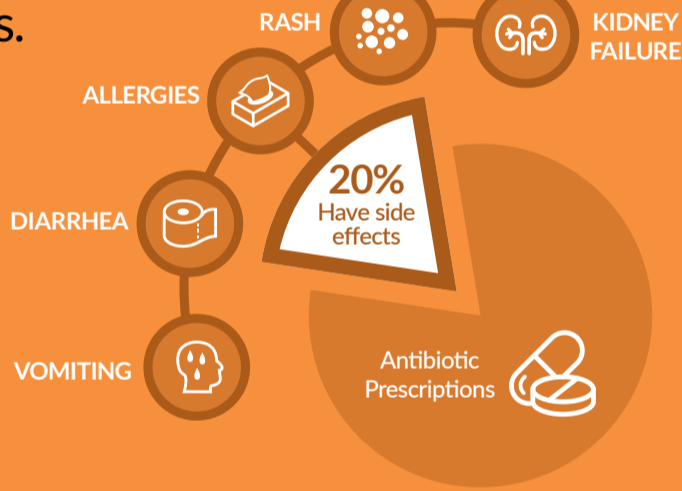 s.
RASH
KIDNEY
FAILURE
ALLERGIES
20%
Have side
effects
DIARRHEA
Antibiotic
Prescriptions
VOMITING